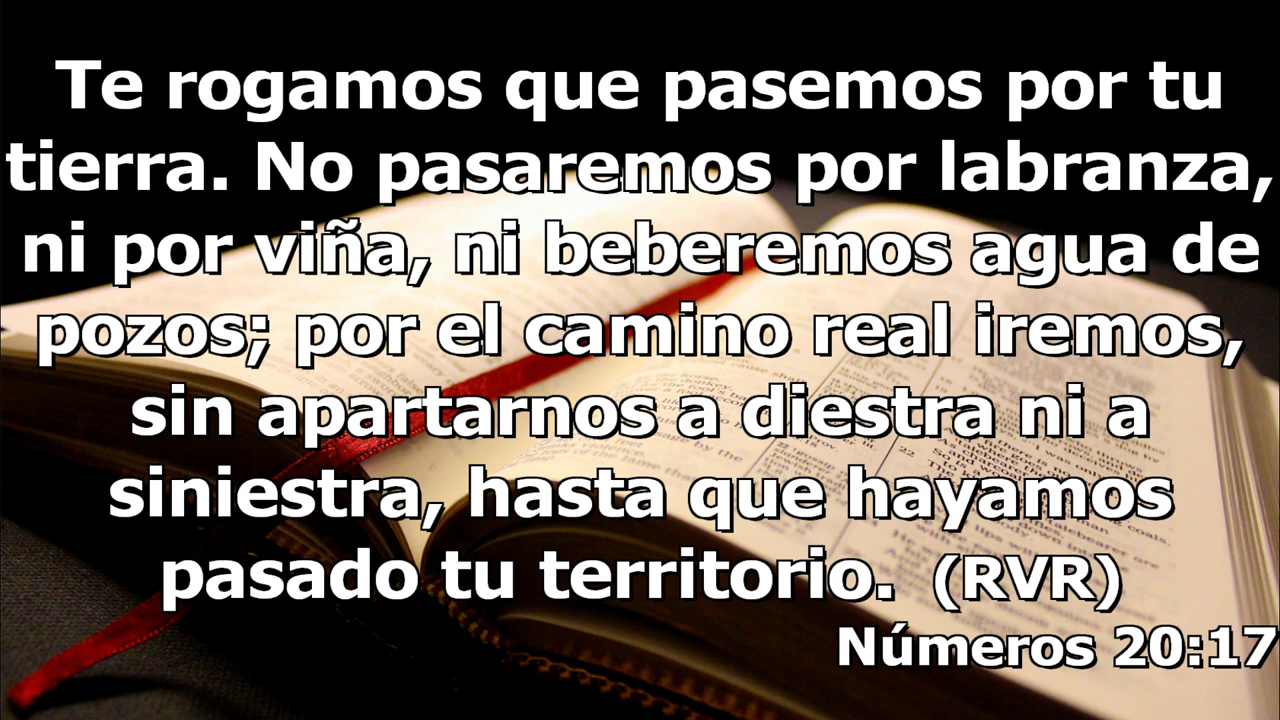 Te rogamos que pasemos por tu
tierra. No pasaremos por labranza,
ni por viña, ni beberemos agua de
pozos; por el camino real iremos,
sin apartarnos a diestra ni a
siniestra, hasta que hayamos
pasado tu territorio. (RVR)
Números 20:17